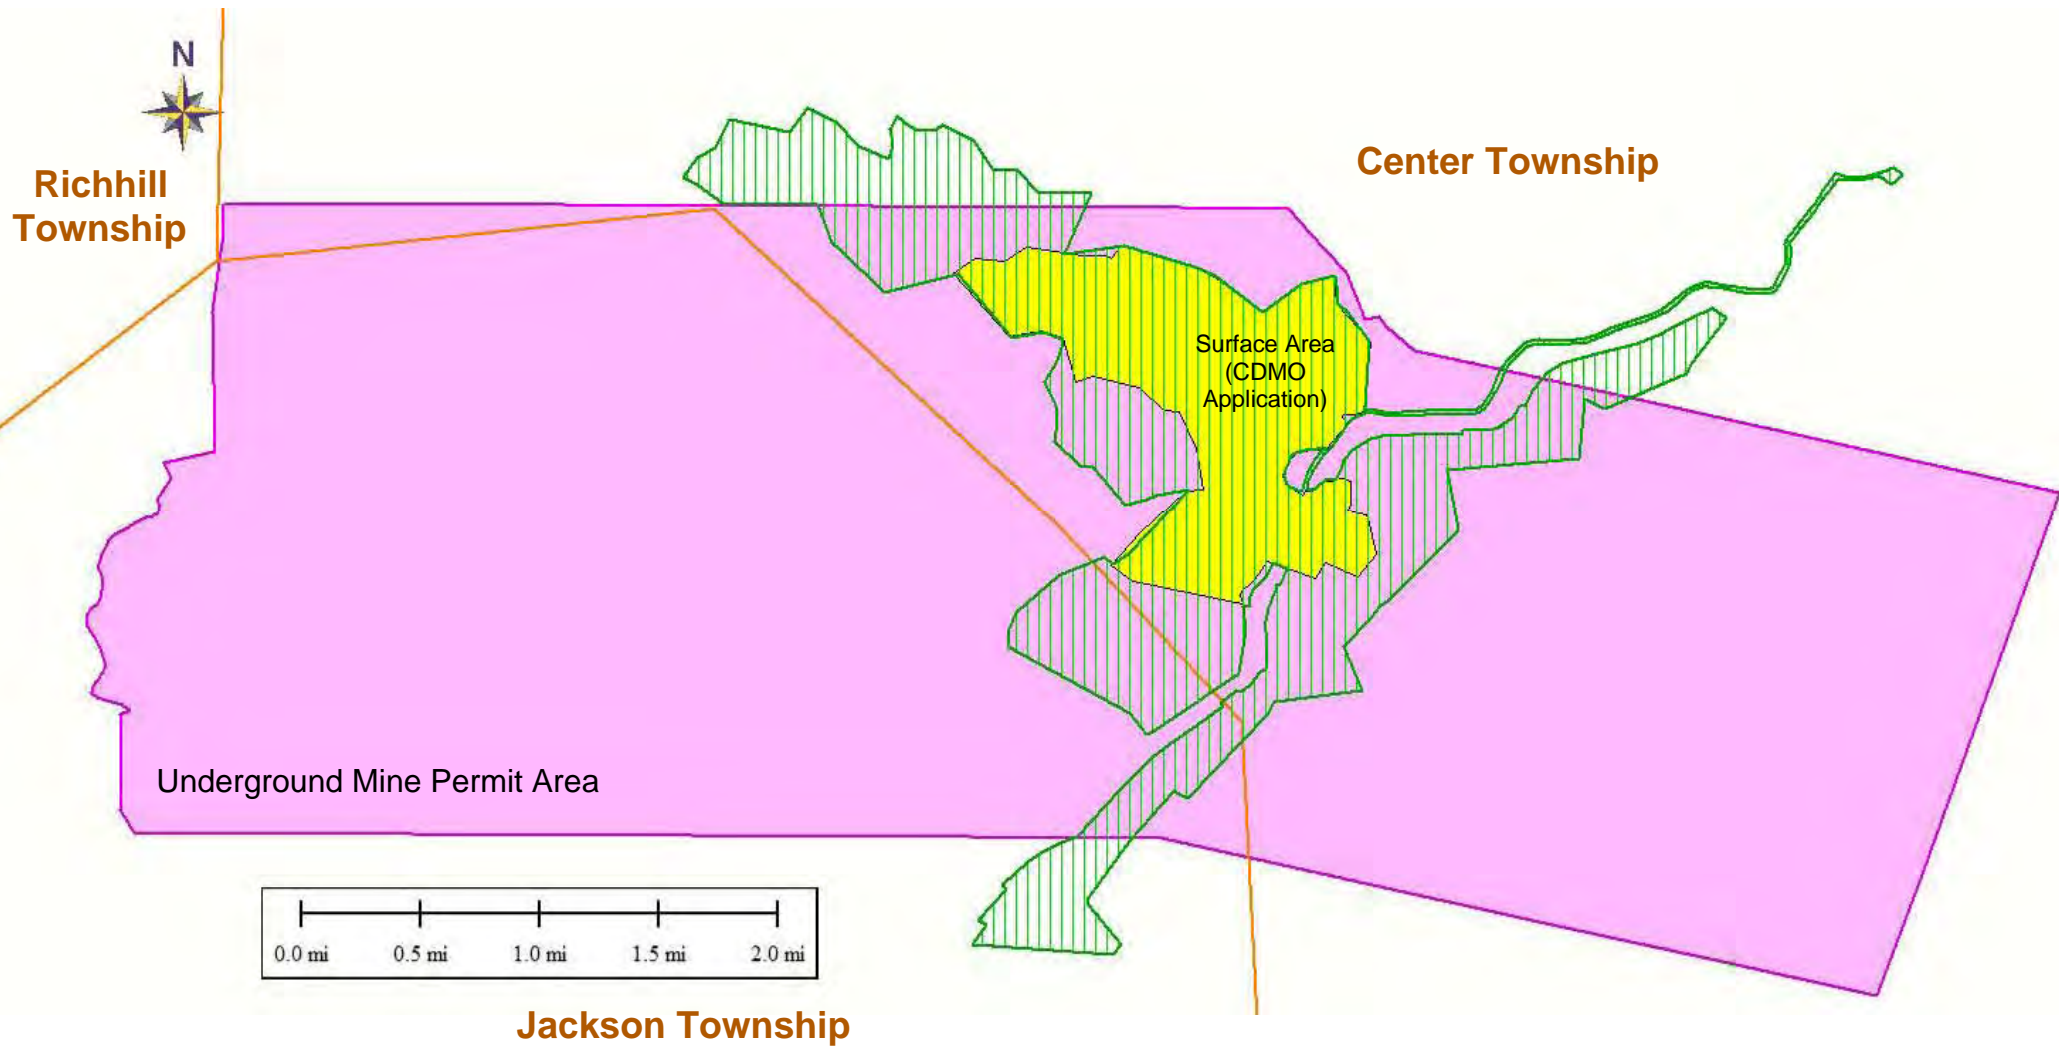 N
Richhill
Township
Center Township
Surface Area
(CDMO
Application)
Underground Mine Permit Area
0.0 mi 0.5 mi 1.0 mi 1.5 mi 2.0 mi
Jackson Township